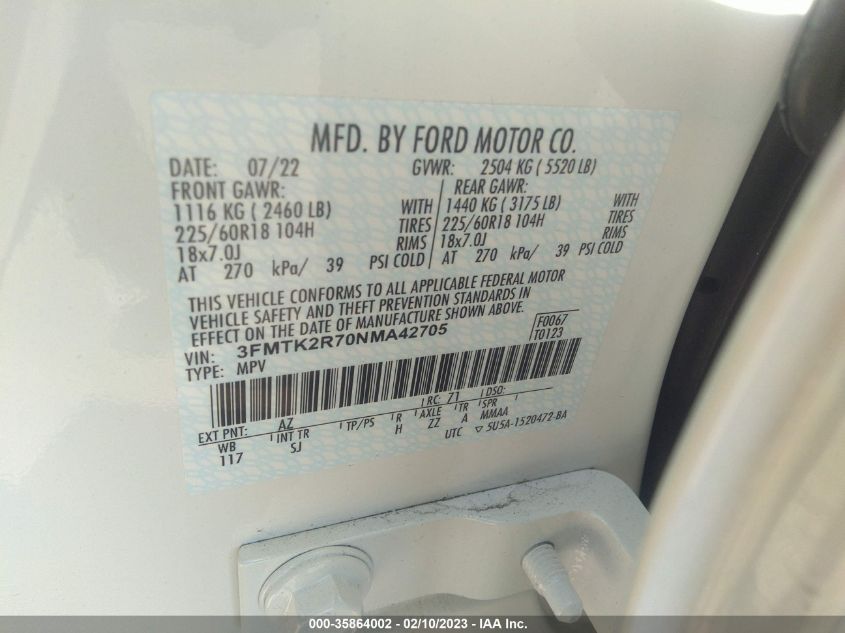 MFD. BY FORD MOTOR CO.
DATE: 07/22 GVWR: 2504 KG ( 5520 LB)
FRONT GAWR: REAR GAWR:
1116 KG ( 2460 LB) WITH 1440 KG ( 3175 LB) WITH
225/60R18 104H TIRES 225/60R18 104H TIRES
18x7.0J RIMS 18x7.0J RIMS
AT 270 kPa/ 39 PSI COLD AT 270 kPa/ 39 PSI COLD
THIS VEHICLE CONFORMS TO ALL APPLICABLE FEDERAL MOTOR
VEHICLE SAFETY AND THEFT PREVENTION STANDARDS IN
EFFECT ON THE DATE OF MANUFACTURE SHOWN ABOVE.
VIN: 3FMTK2R70NMA42705 F0067
TYPE: MPV T0123
EXT PNT: AZ RC: Z1 DSO:
WB INT TR TP/PS R AXLE TR SPR
117 SJ H ZZ A MMAA
UTC ▽ 5U5A-1520472-BA
000-35864002 — 02/10/2023 — IAA Inc.